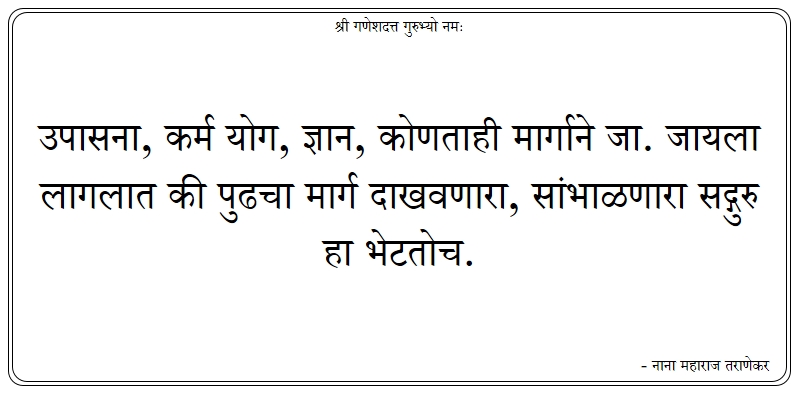 श्री गणेशदत्त गुरुभ्यो नमः
उपासना, कर्म योग, ज्ञान, कोणताही मार्गाने जा. जायला
लागलात की पुढचा मार्ग दाखवणारा, सांभाळणारा सद्गुरु
हा भेटतोच.
- नाना महाराज तराणेकर